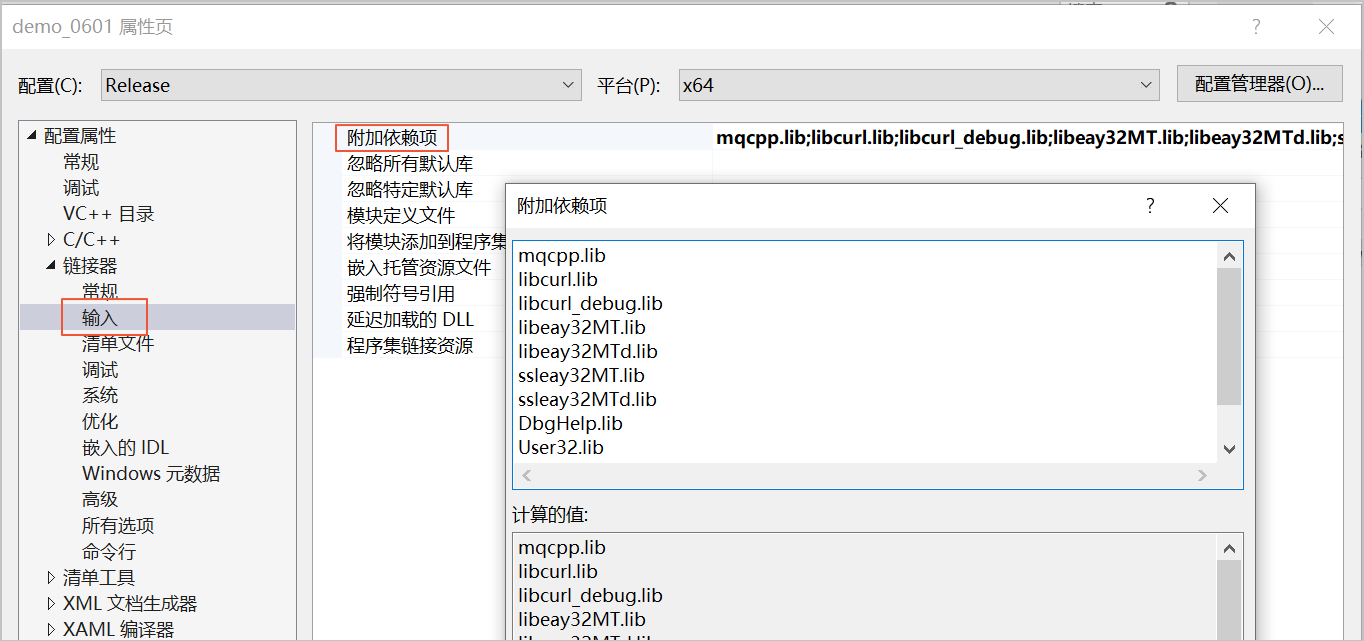 demo_0601 属性页
配置(C): Release 平台(P): x64 配置管理器(O)...
配置属性
常规
调试
VC++ 目录
C/C++
链接器
常规
输入
清单文件
调试
系统
优化
嵌入的 IDL
Windows 元数据
高级
所有选项
命令行
清单工具
XML 文档生成器
XAML 编译器
附加依赖项 mqcpp.lib;libcurl.lib;libcurl_debug.lib;libeay32MT.lib;libeay32MTd.lib;s
忽略所有默认库
忽略特定默认库
模块定义文件
将模块添加到程序集
嵌入托管资源文件
强制符号引用
延迟加载的 DLL
程序集链接资源
附加依赖项
mqcpp.lib
libcurl.lib
libcurl_debug.lib
libeay32MT.lib
libeay32MTd.lib
ssleay32MT.lib
ssleay32MTd.lib
DbgHelp.lib
User32.lib
计算的值:
mqcpp.lib
libcurl.lib
libcurl_debug.lib
libeay32MT.lib